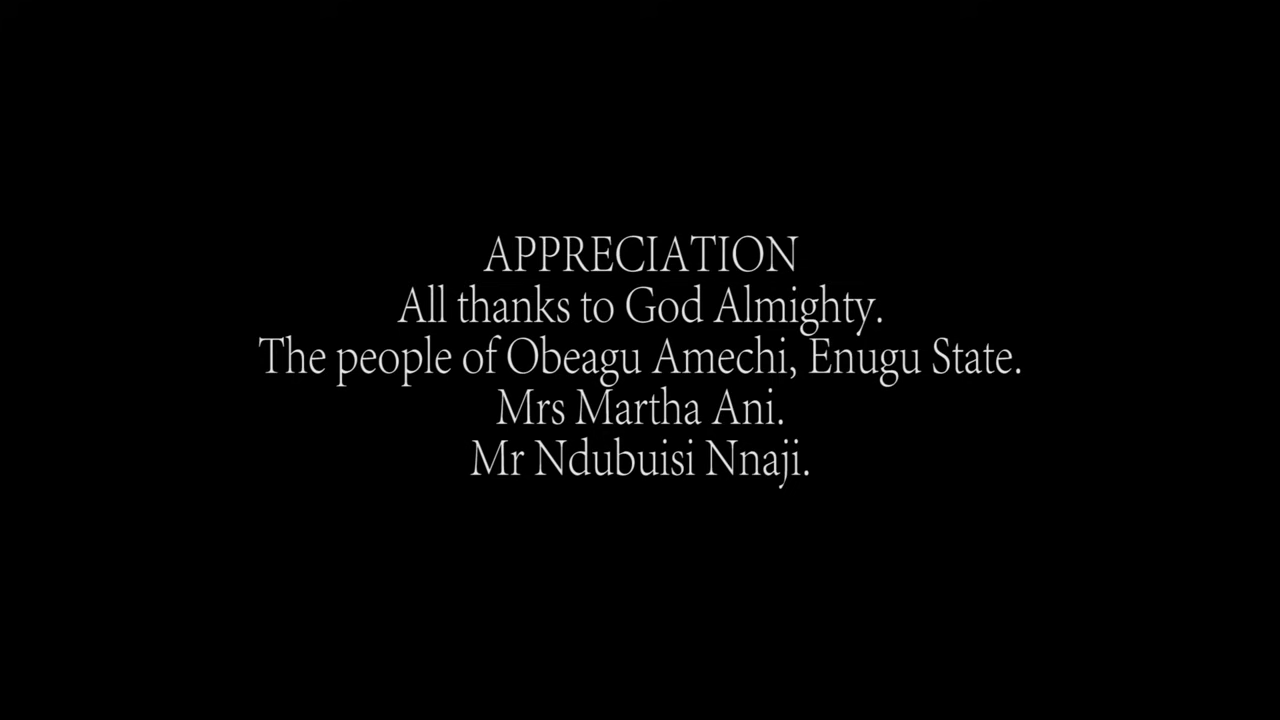 APPRECIATION
All thanks to God Almighty.
The people of Obeagu Amechi, Enugu State.
Mrs Martha Ani.
Mr Ndubuisi Nnaji.